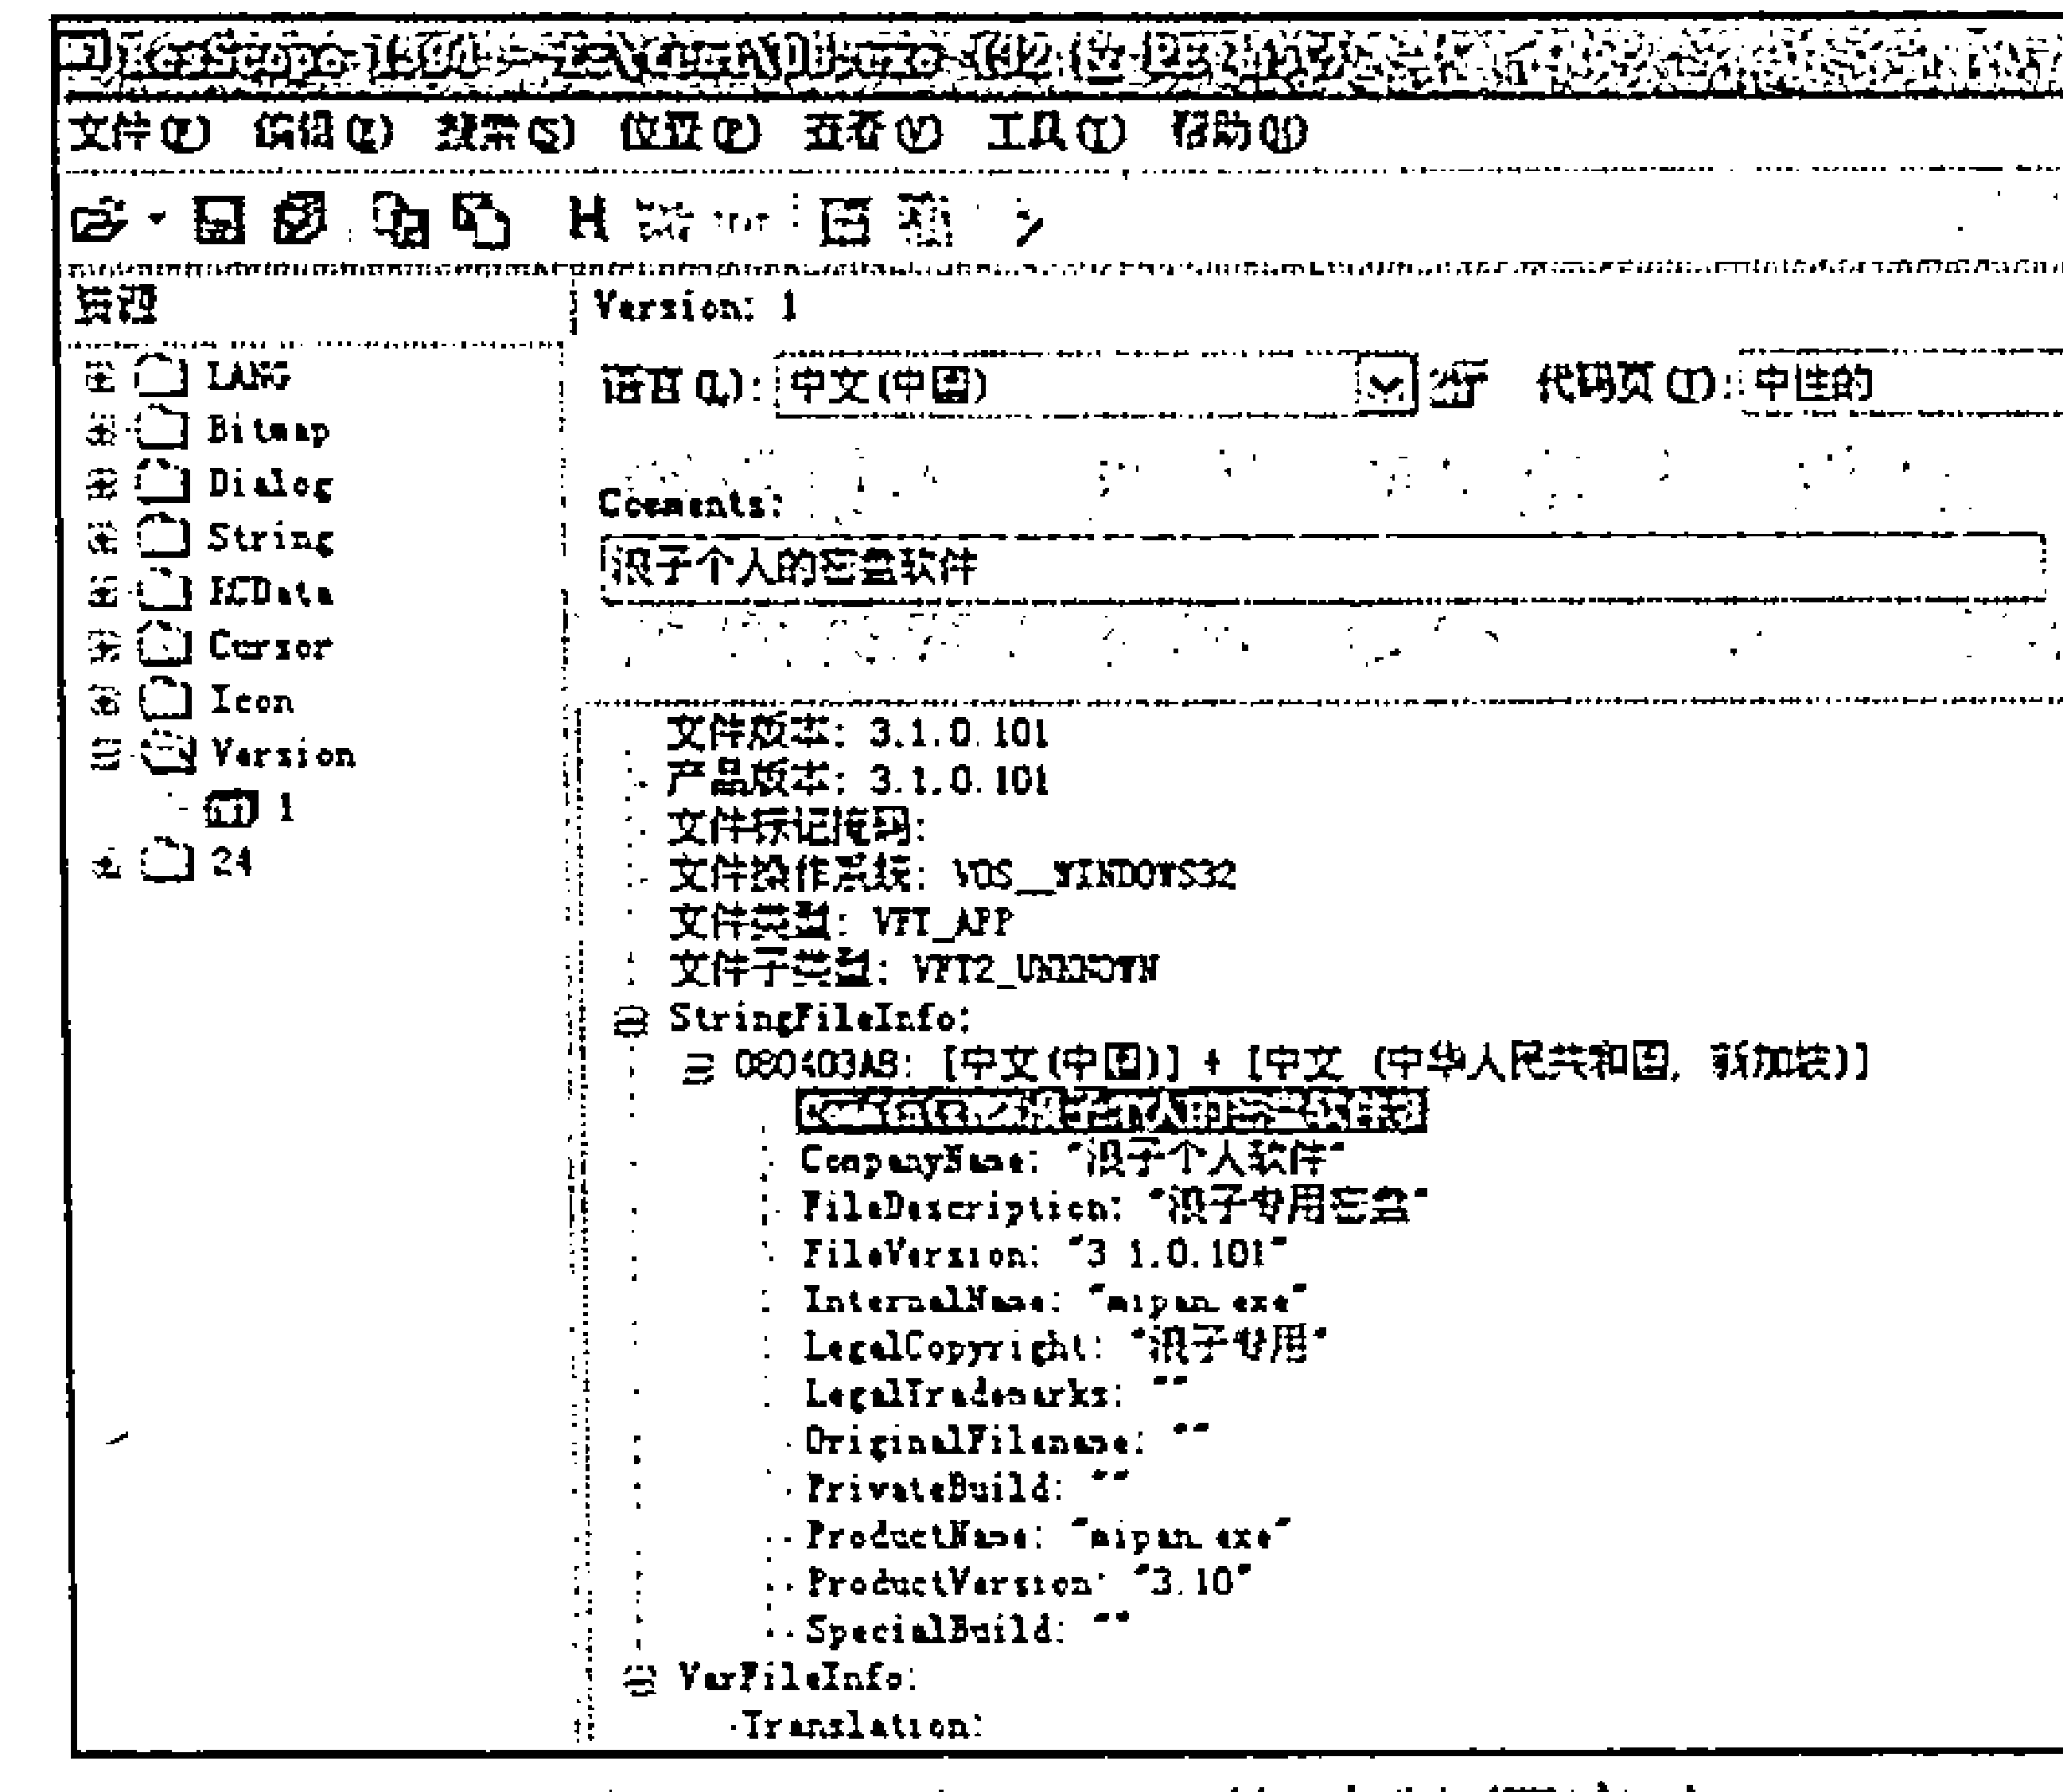 文件(F) 编辑(E) 搜索(S) 位置(P) 查看(V) 工具(T) 帮助(H)
资源
LANG
Bitmap
Dialog
String
RCData
Cursor
Icon
Version
1
24
Version: 1
语言(L): 中文(中国)
代码页(T): 中性的
Comments:
浪子个人的密盘软件
文件版本: 3.1.0.101
产品版本: 3.1.0.101
文件标记掩码:
文件操作系统: VOS__WINDOWS32
文件类型: VFT_APP
文件子类型: VFT2_UNKNOWN
StringFileInfo:
080403A8: [中文(中国)] + [中文 (中华人民共和国, 新加坡)]
CompanyName: "浪子个人软件"
FileDescription: "浪子专用密盘"
FileVersion: "3.1.0.101"
InternalName: "mipan.exe"
LegalCopyright: "浪子专用"
LegalTrademarks: ""
OriginalFilename: ""
PrivateBuild: ""
ProductName: "mipan.exe"
ProductVersion: "3.10"
SpecialBuild: ""
VarFileInfo:
Translation: